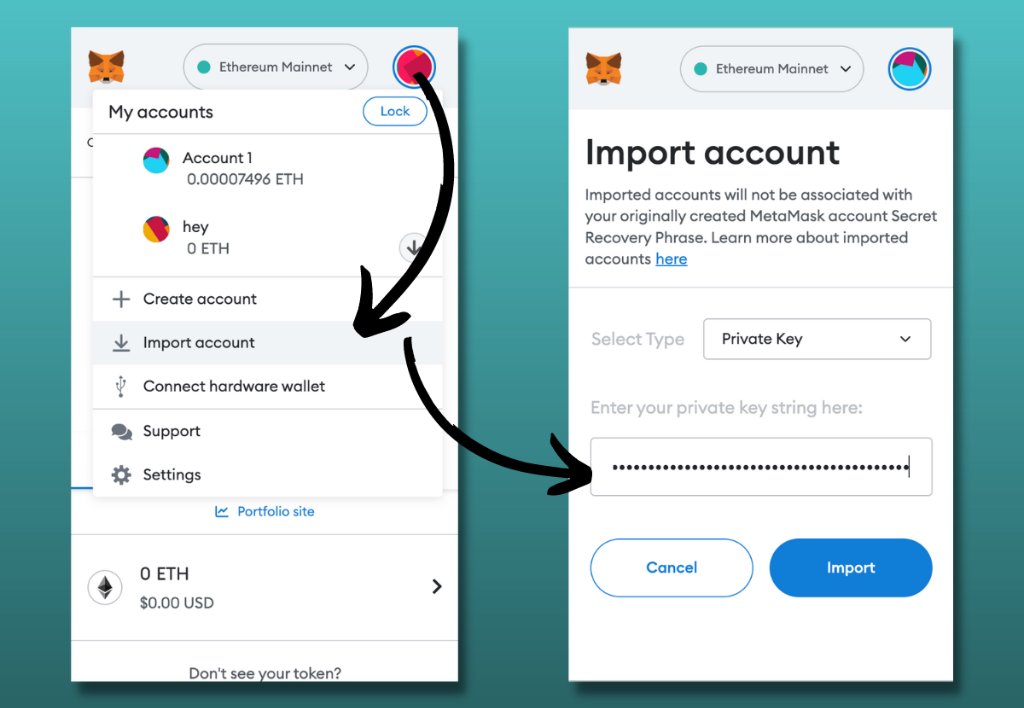 Ethereum Mainnet
My accounts
Lock
Account 1
0.00007496 ETH
hey
0 ETH
Create account
Import account
Connect hardware wallet
Support
Settings
Portfolio site
0 ETH
$0.00 USD
Don't see your token?
Ethereum Mainnet
Import account
Imported accounts will not be associated with
your originally created MetaMask account Secret
Recovery Phrase. Learn more about imported
accounts here
Select Type
Private Key
Enter your private key string here:
Cancel
Import